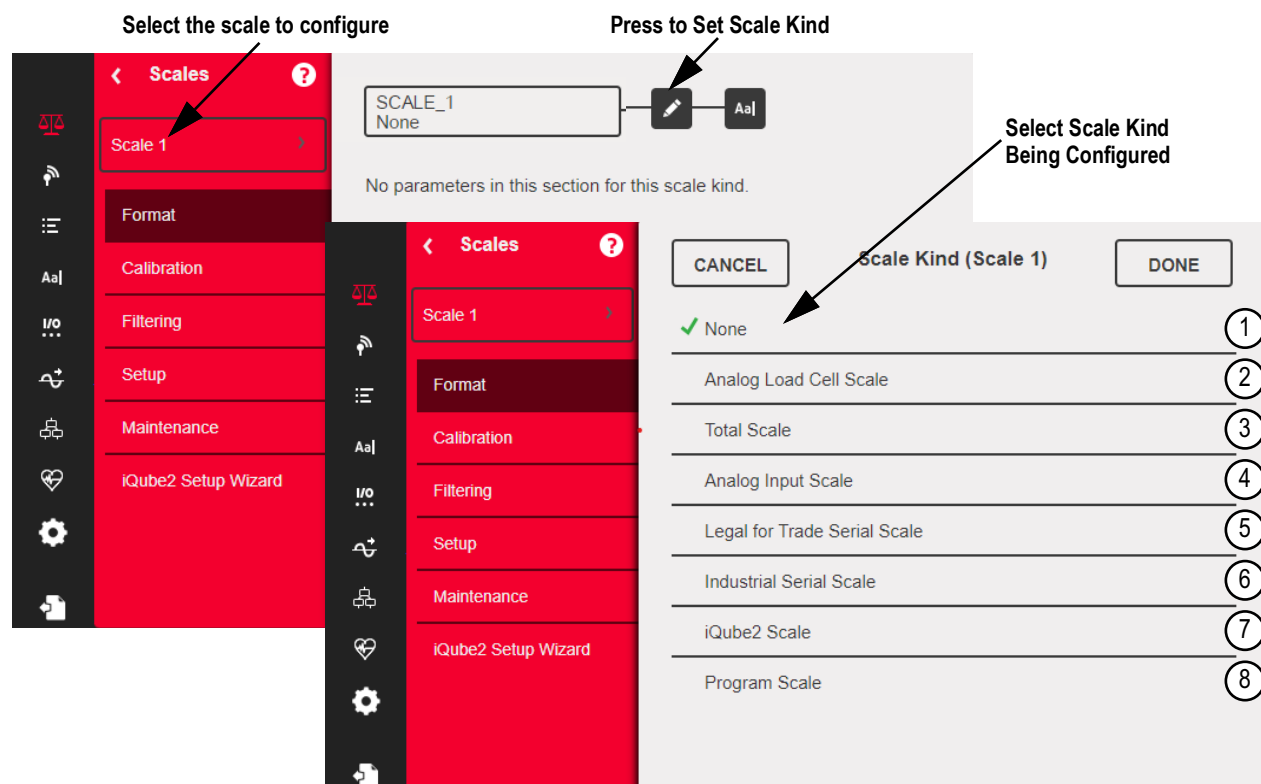 Select the scale to configure
Press to Set Scale Kind
Select Scale Kind
Being Configured
Scales
?
Scale 1
Format
Calibration
Filtering
Setup
Maintenance
iQube2 Setup Wizard
Aa
I/O
SCALE_1
None
Aa
No parameters in this section for this scale kind.
Scales
?
Scale 1
Format
Calibration
Filtering
Setup
Maintenance
iQube2 Setup Wizard
Aa
I/O
CANCEL
Scale Kind (Scale 1)
DONE
None
1
Analog Load Cell Scale
2
Total Scale
3
Analog Input Scale
4
Legal for Trade Serial Scale
5
Industrial Serial Scale
6
iQube2 Scale
7
Program Scale
8